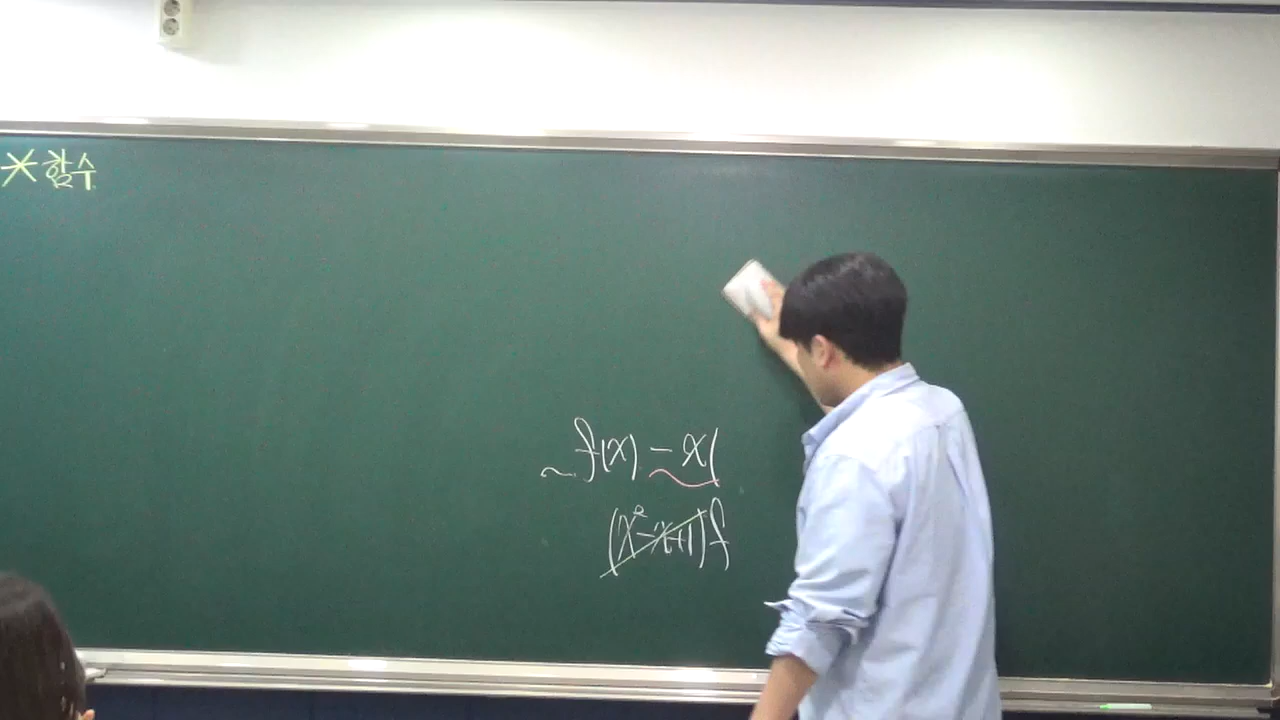 * 함수
~f(x) - x(
(x²-x+1)f